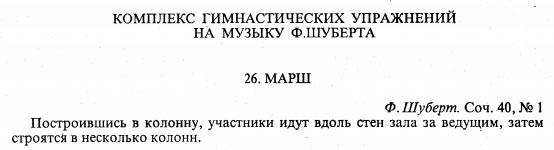 КОМПЛЕКС ГИМНАСТИЧЕСКИХ УПРАЖНЕНИЙ
НА МУЗЫКУ Ф.ШУБЕРТА
26. МАРШ
Ф. Шуберт. Соч. 40, № 1
Построившись в колонну, участники идут вдоль стен зала за ведущим, затем
строятся в несколько колонн.